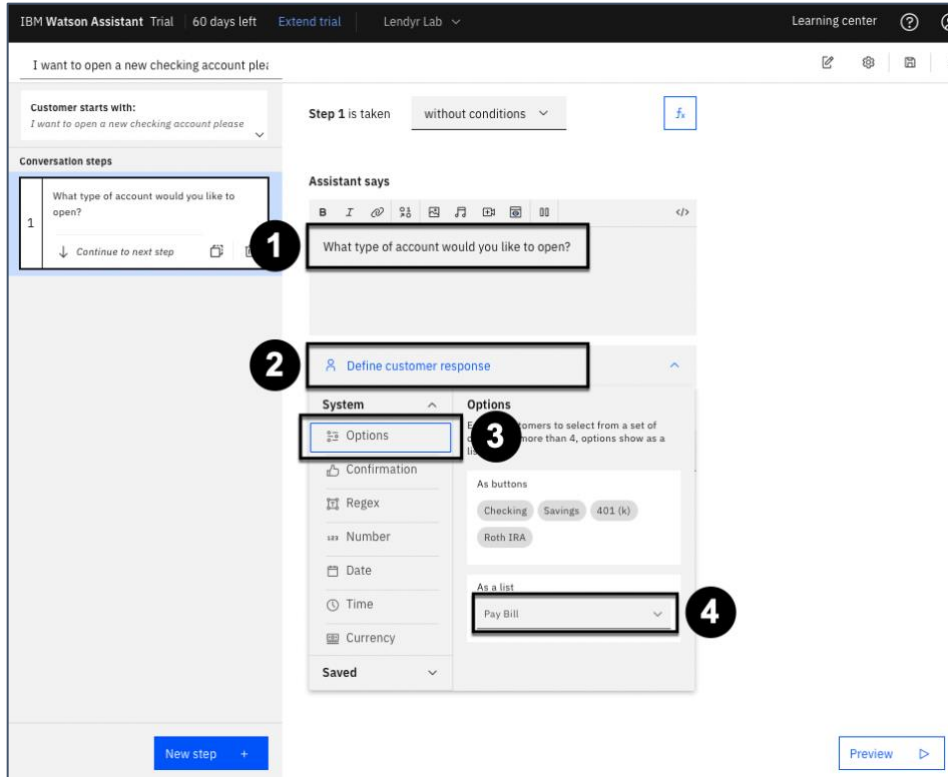 IBM Watson Assistant Trial 60 days left Extend trial Lendyr Lab Learning center
I want to open a new checking account plea
Customer starts with:
I want to open a new checking account please
Conversation steps
1
What type of account would you like to
open?
Continue to next step
Step 1 is taken without conditions
fx
Assistant says
B I </>
1
What type of account would you like to open?
2
Define customer response
System
Options
3
Confirmation
Regex
123 Number
Date
Time
Currency
Saved
Options
tomers to select from a set of
more than 4, options show as a
As buttons
Checking Savings 401 (k)
Roth IRA
As a list
Pay Bill
4
New step +
Preview